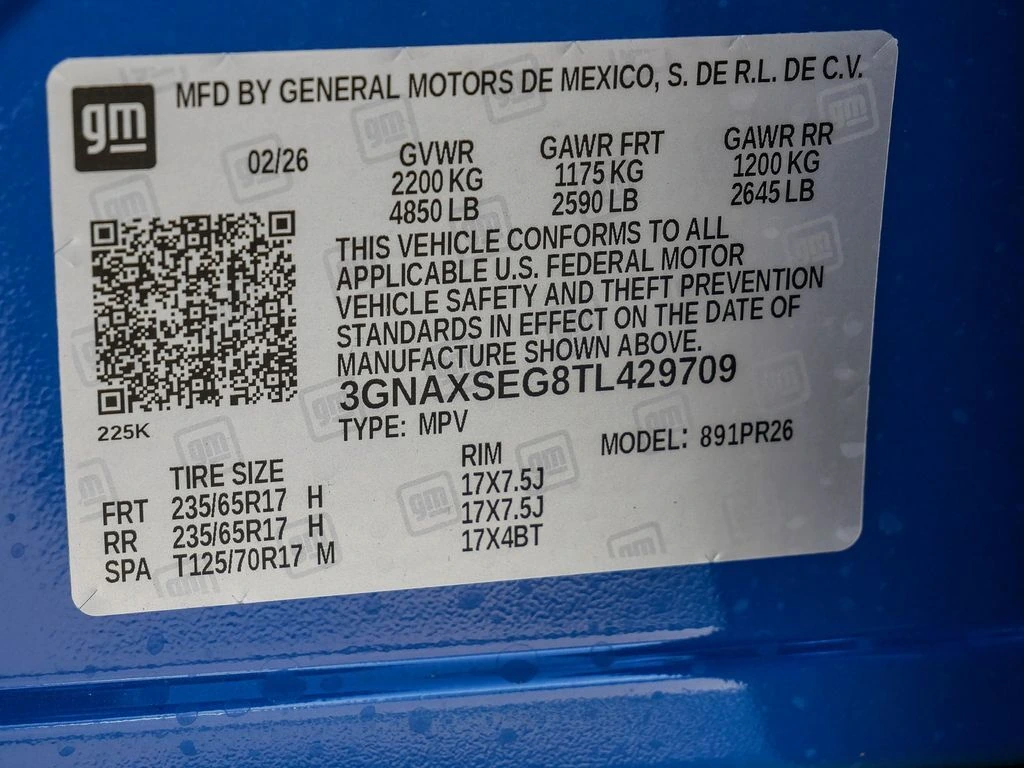 gm
MFD BY GENERAL MOTORS DE MEXICO, S. DE R.L. DE C.V.
02/26 GVWR GAWR FRT GAWR RR
2200 KG 1175 KG 1200 KG
4850 LB 2590 LB 2645 LB
THIS VEHICLE CONFORMS TO ALL
APPLICABLE U.S. FEDERAL MOTOR
VEHICLE SAFETY AND THEFT PREVENTION
STANDARDS IN EFFECT ON THE DATE OF
MANUFACTURE SHOWN ABOVE.
3GNAXSEG8TL429709
225K
TYPE: MPV MODEL: 891PR26
TIRE SIZE RIM
FRT 235/65R17 H 17X7.5J
RR 235/65R17 H 17X7.5J
SPA T125/70R17 M 17X4BT